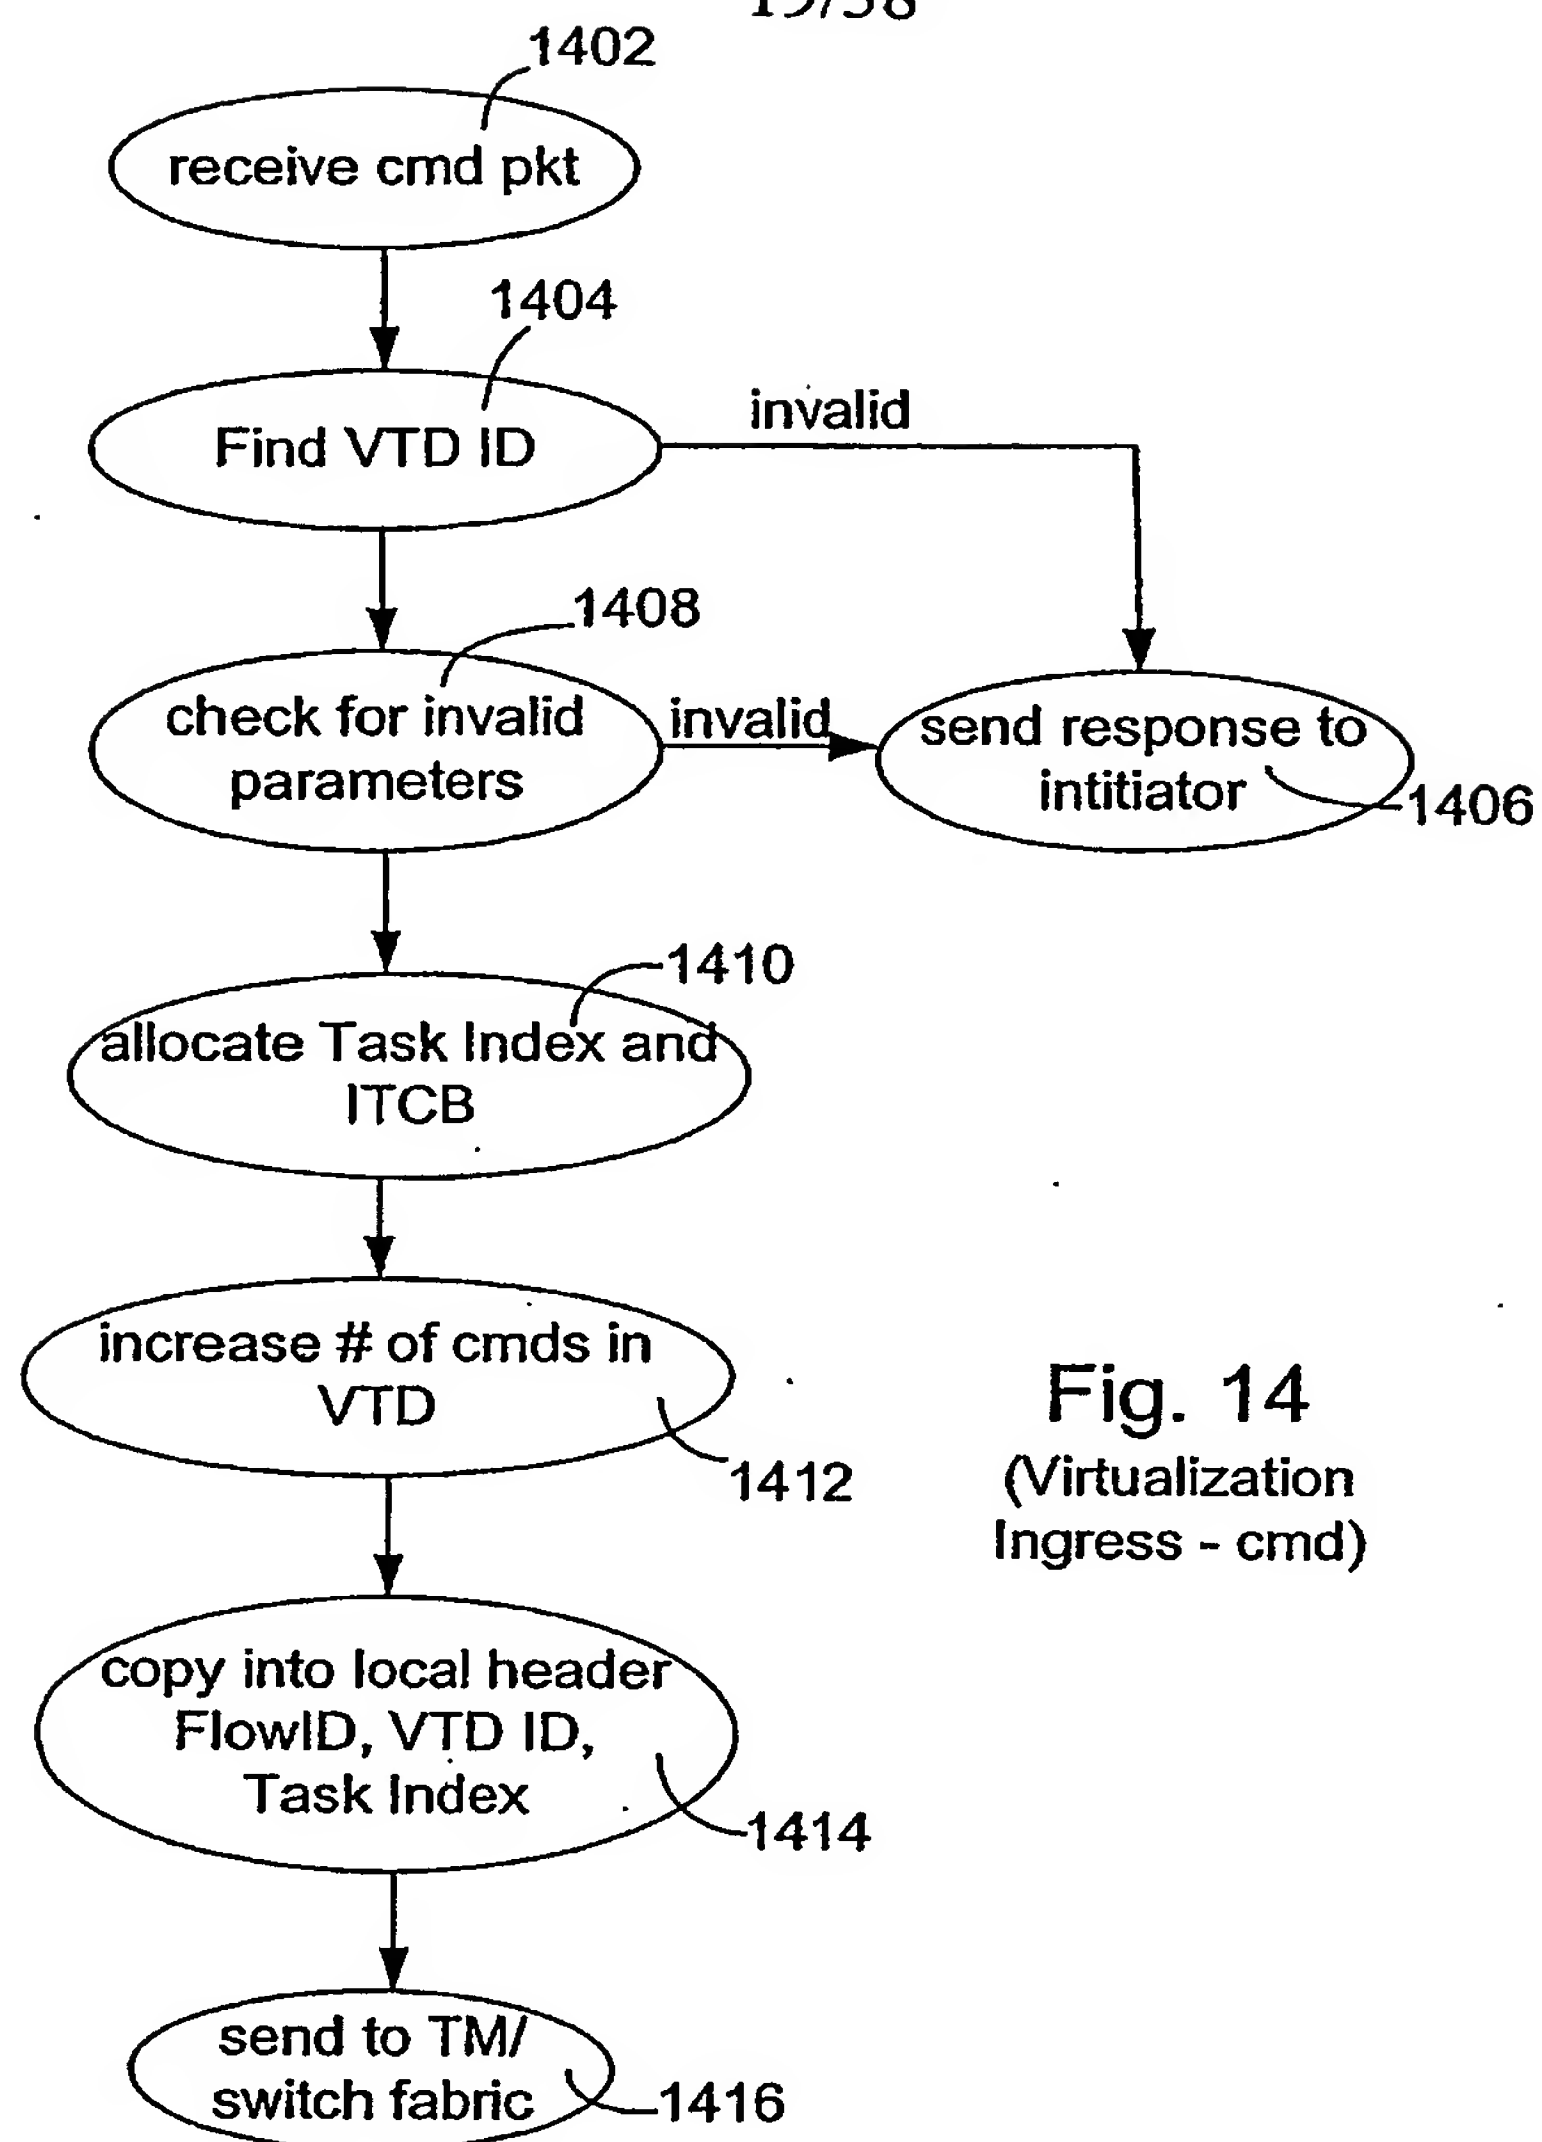 1402
receive cmd pkt
1404
Find VTD ID
invalid
1408
check for invalid
parameters
invalid
send response to
intitiator
1406
1410
allocate Task Index and
ITCB
increase # of cmds in
VTD
1412
Fig. 14
(Virtualization
Ingress - cmd)
copy into local header
FlowID, VTD ID,
Task Index
1414
send to TM/
switch fabric
1416